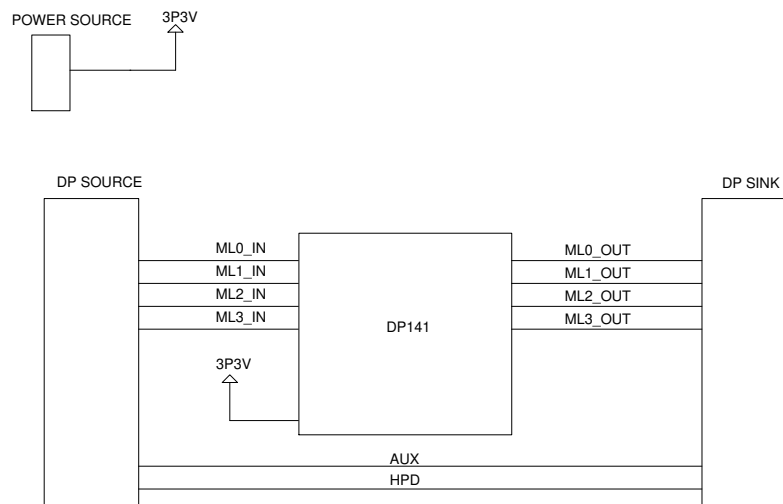 POWER SOURCE
3P3V
DP SOURCE
DP SINK
ML0_IN
ML0_OUT
ML1_IN
ML1_OUT
ML2_IN
ML2_OUT
ML3_IN
ML3_OUT
DP141
3P3V
AUX
HPD